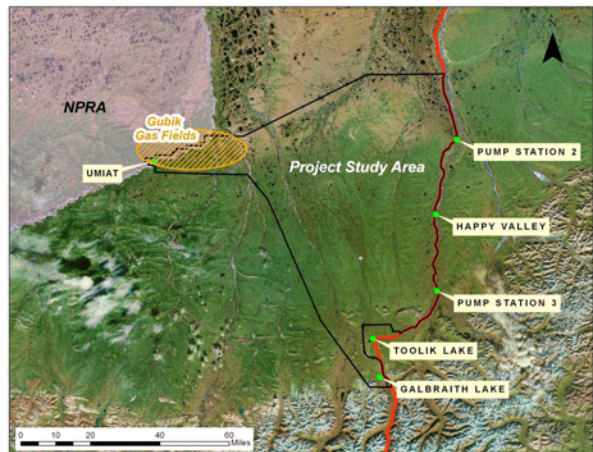 NPRA
Gubik
Gas Fields
UMIAT
Project Study Area
PUMP STATION 2
HAPPY VALLEY
PUMP STATION 3
TOOLIK LAKE
GALBRAITH LAKE
0 10 20 40 60
Miles